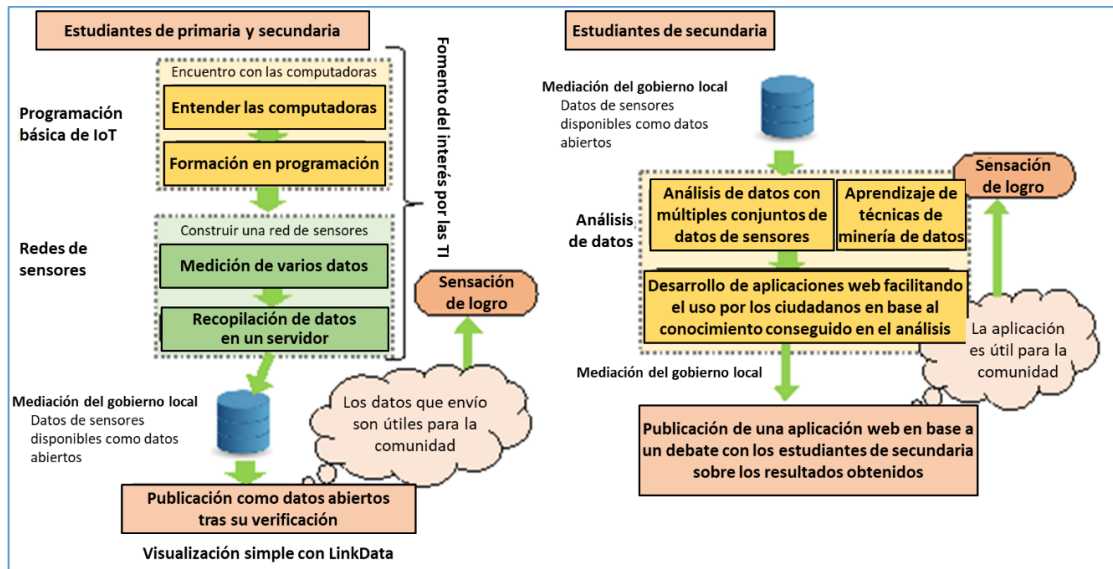 Estudiantes de primaria y secundaria
Encuentro con las computadoras
Programación
básica de IoT
Entender las computadoras
Formación en programación
Fomento del interés por las TI
Redes de
sensores
Construir una red de sensores
Medición de varios datos
Recopilación de datos
en un servidor
Sensación
de logro
Mediación del gobierno local
Datos de sensores
disponibles como datos
abiertos
Los datos que envío
son útiles para la
comunidad
Publicación como datos abiertos
tras su verificación
Visualización simple con LinkData
Estudiantes de secundaria
Mediación del gobierno local
Datos de sensores
disponibles como datos
abiertos
Sensación
de logro
Análisis
de datos
Análisis de datos con
múltiples conjuntos de
datos de sensores
Aprendizaje de
técnicas de
minería de datos
Desarrollo de aplicaciones web facilitando
el uso por los ciudadanos en base al
conocimiento conseguido en el análisis
La aplicación
es útil para la
comunidad
Mediación del gobierno local
Publicación de una aplicación web en base a
un debate con los estudiantes de secundaria
sobre los resultados obtenidos